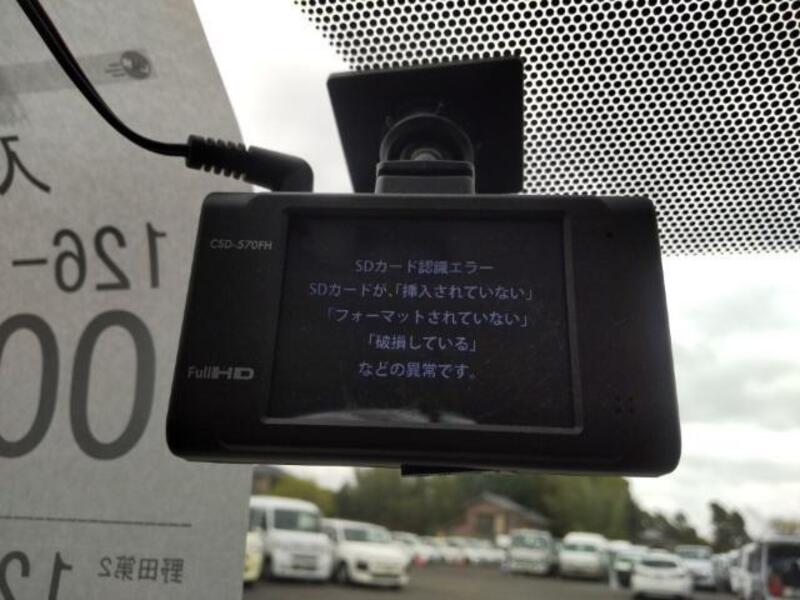 CSD-570FH
SDカード認識エラー
SDカードが、「挿入されていない」
「フォーマットされていない」
「破損している」
などの異常です。
FullHD
126-
00
野田第2